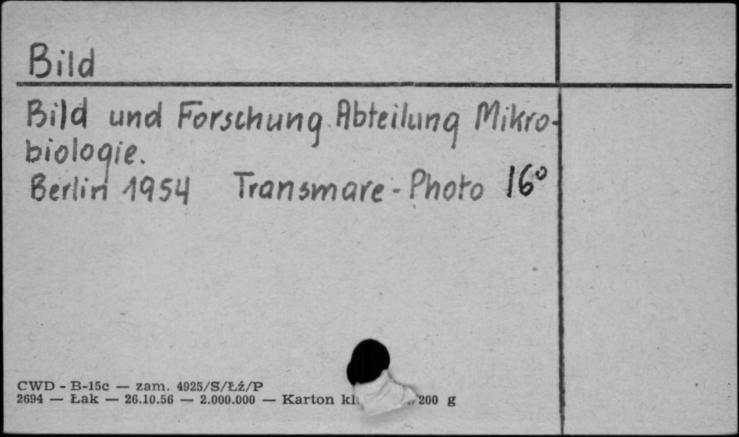 Bild
Bild und Forschung. Abteilung Mikro-
biologie.
Berlin 1954 Transmare-Photo 16°
CWD - B-15c — zam. 4925/S/Łź/P
2694 — Łak — 26.10.56 — 2.000.000 — Karton kl. /200 g